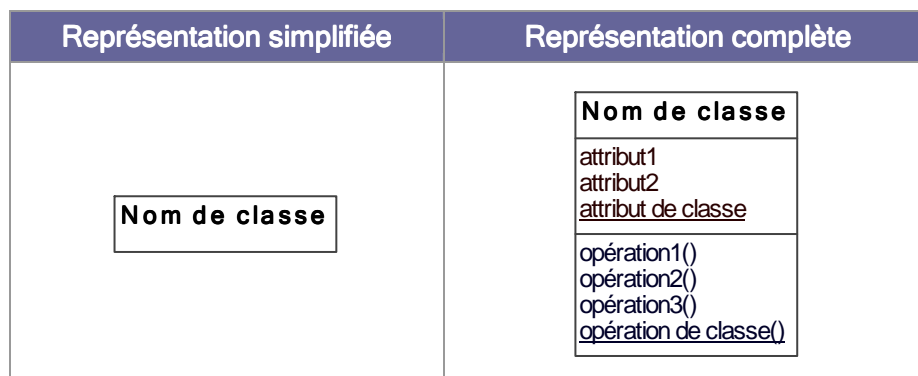 Représentation simplifiée
Représentation complète
Nom de classe
Nom de classe
attribut1
attribut2
attribut de classe
opération1()
opération2()
opération3()
opération de classe()